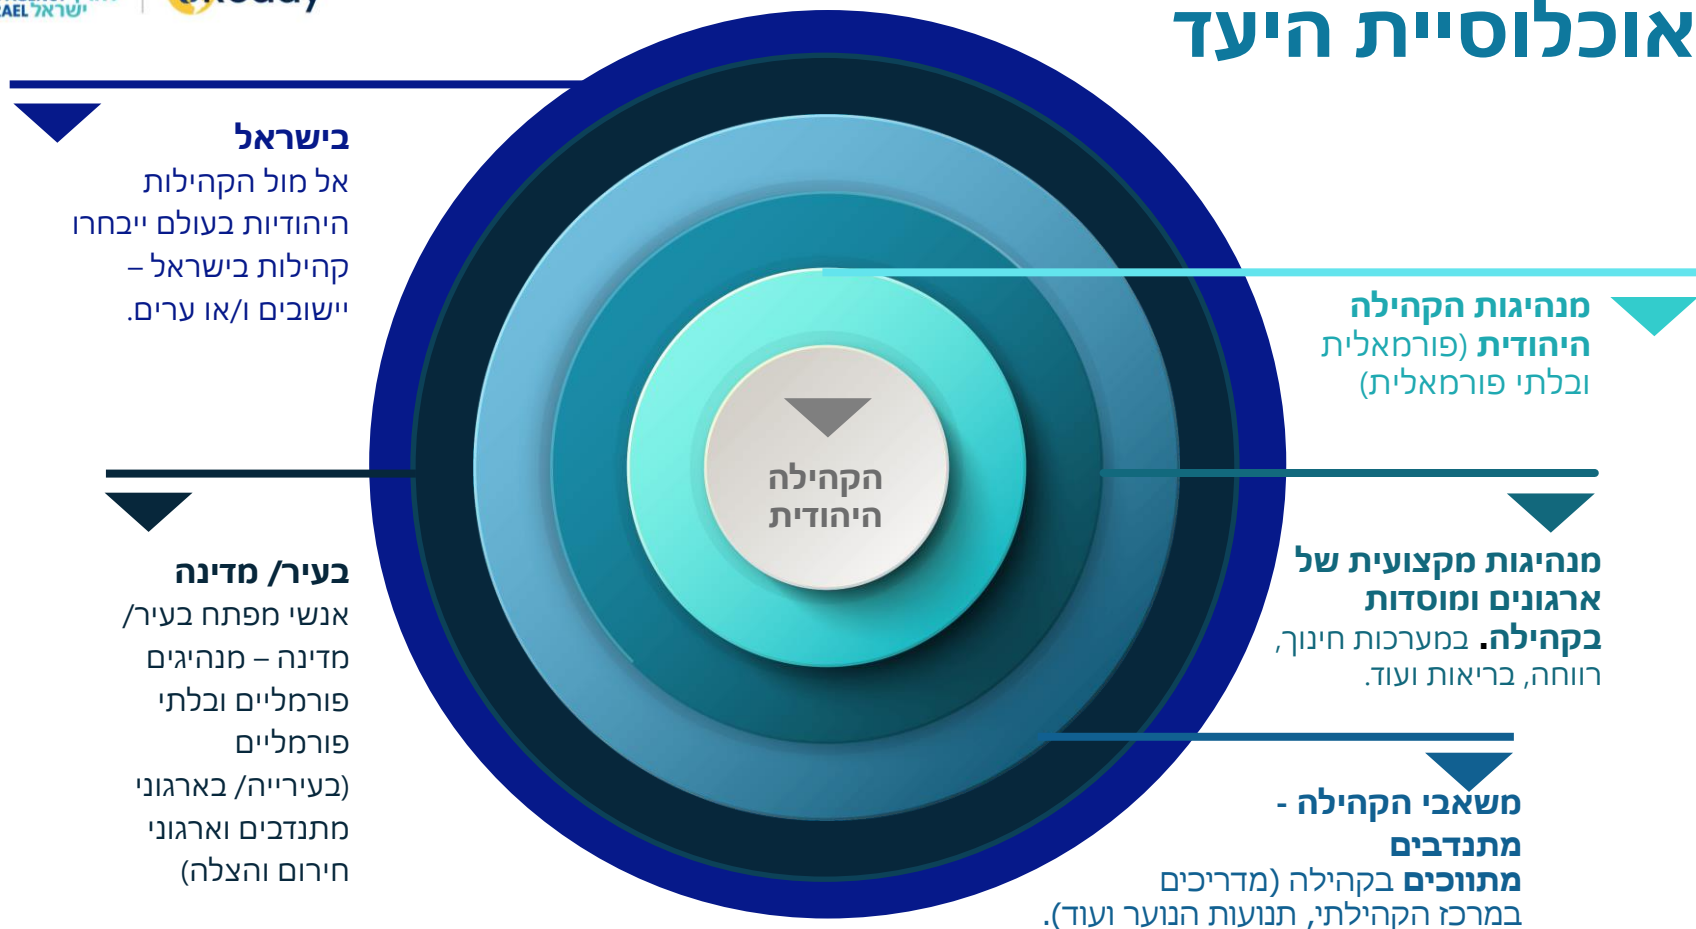 ישראל
אוכלוסיית היעד
בישראל
אל מול הקהילות
היהודיות בעולם ייבחרו
קהילות בישראל –
יישובים ו/או ערים.
מנהיגות הקהילה
היהודית (פורמאלית
ובלתי פורמאלית)
הקהילה
היהודית
מנהיגות מקצועית של
ארגונים ומוסדות
בקהילה. במערכות חינוך,
רווחה, בריאות ועוד.
בעיר/ מדינה
אנשי מפתח בעיר/
מדינה – מנהיגים
פורמליים ובלתי
פורמליים
(בעירייה/ בארגוני
מתנדבים וארגוני
חירום והצלה)
משאבי הקהילה -
מתנדבים
מתווכים בקהילה (מדריכים
במרכז הקהילתי, תנועות הנוער ועוד).